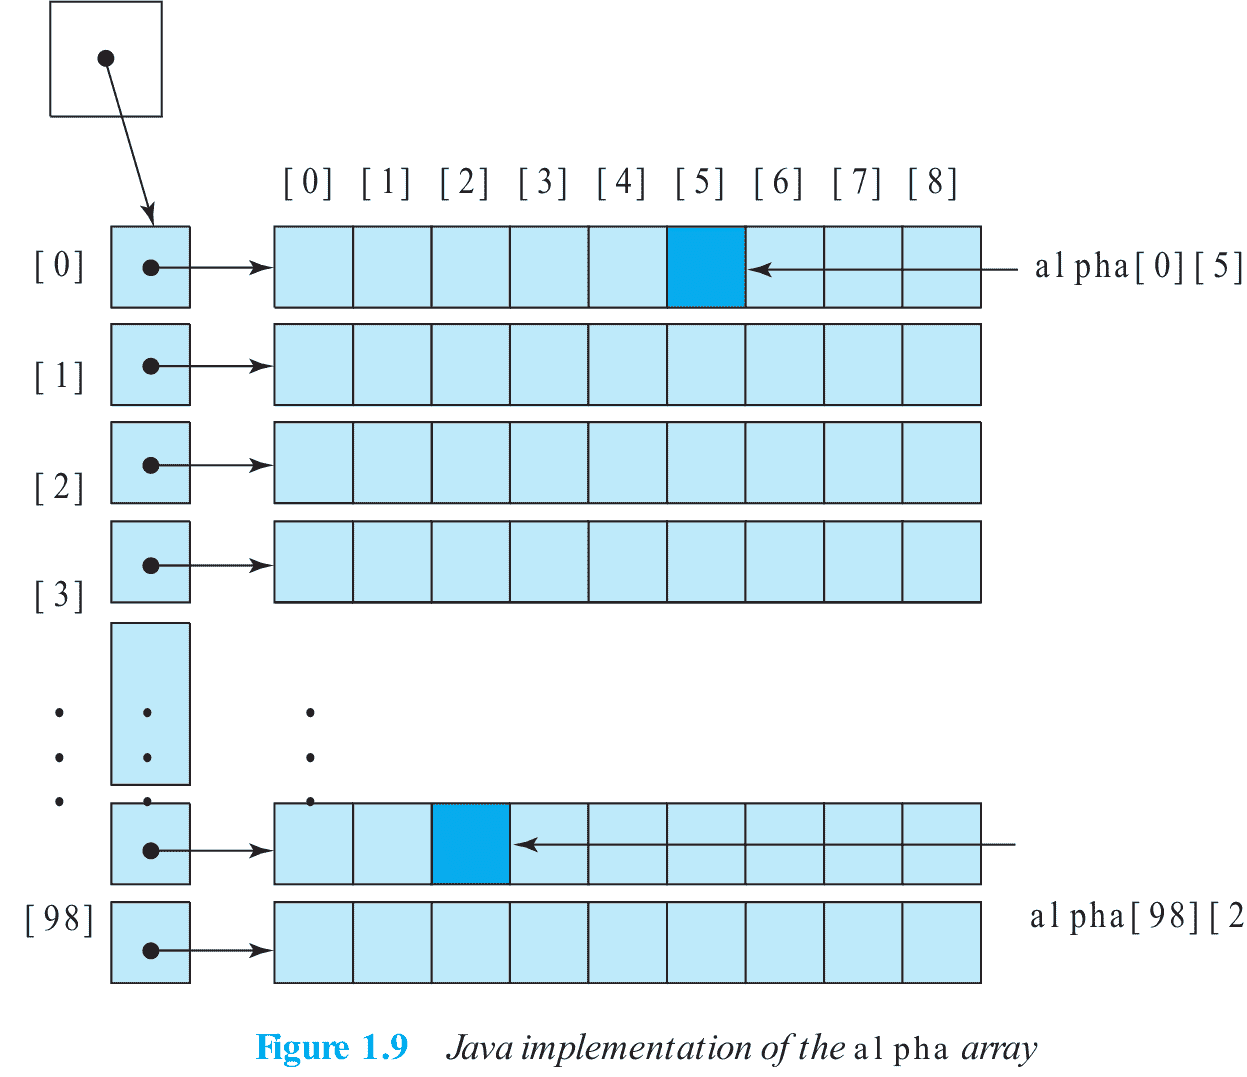 [0] [1] [2] [3] [4] [5] [6] [7] [8]
[0] alpha[0][5]
[1]
[2]
[3]
[98] alpha[98][2
Figure 1.9 Java implementation of the alpha array